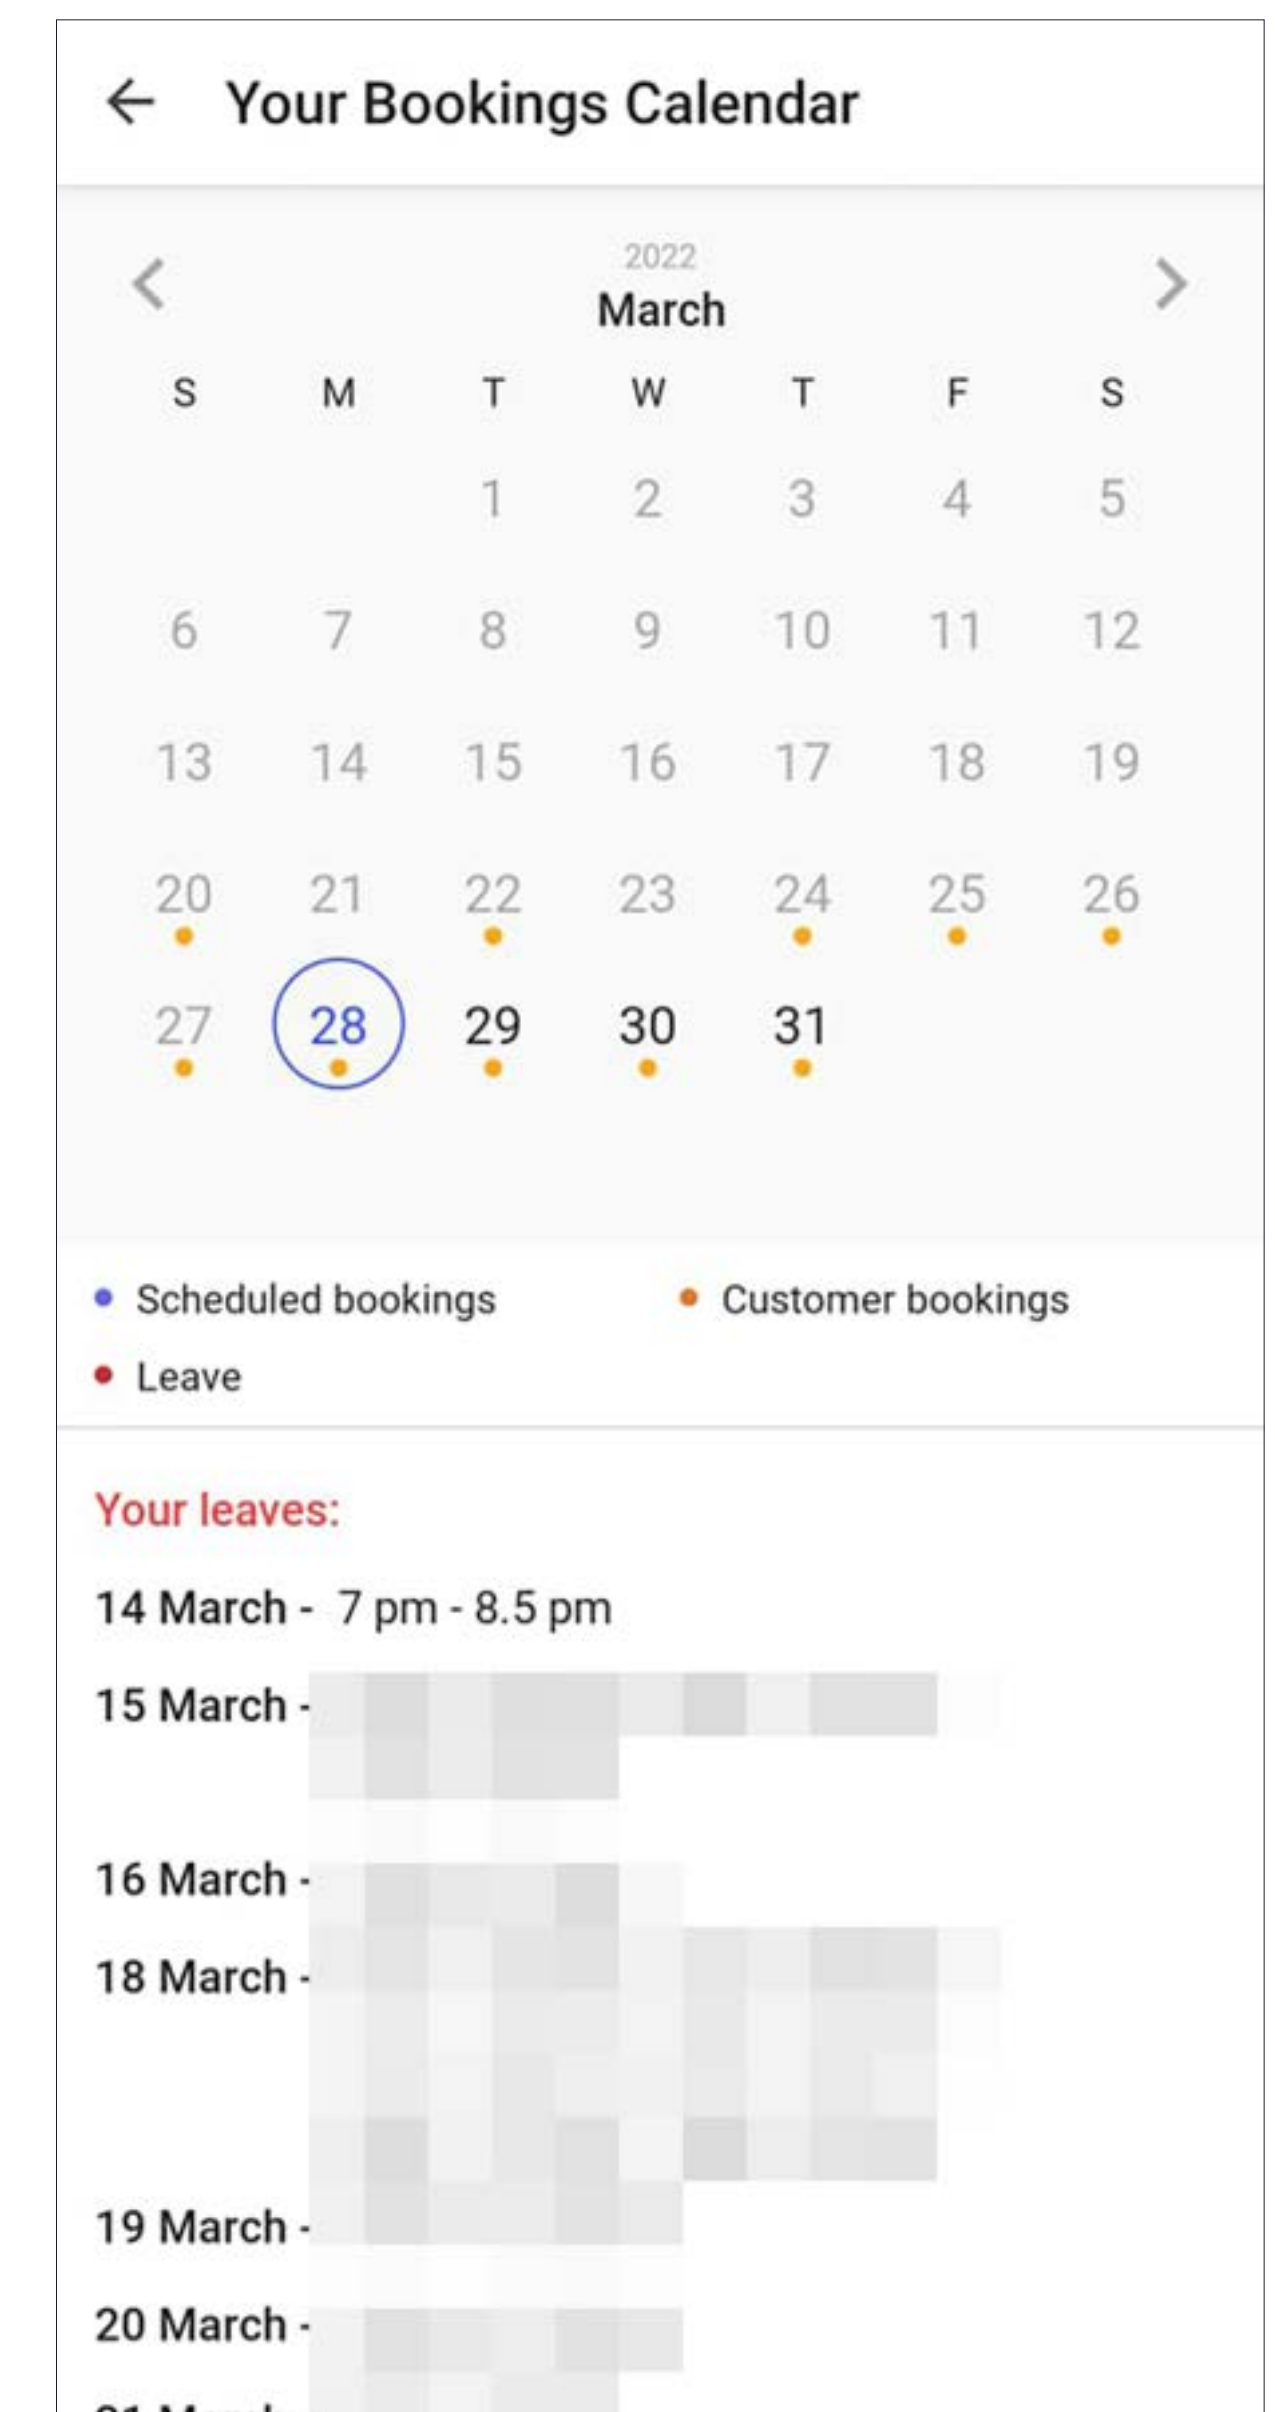 Your Bookings Calendar
2022
March
S M T W T F S
1 2 3 4 5
6 7 8 9 10 11 12
13 14 15 16 17 18 19
20 21 22 23 24 25 26
27 28 29 30 31
Scheduled bookings Customer bookings
Leave
Your leaves:
14 March - 7 pm - 8.5 pm
15 March -
16 March -
18 March -
19 March -
20 March -